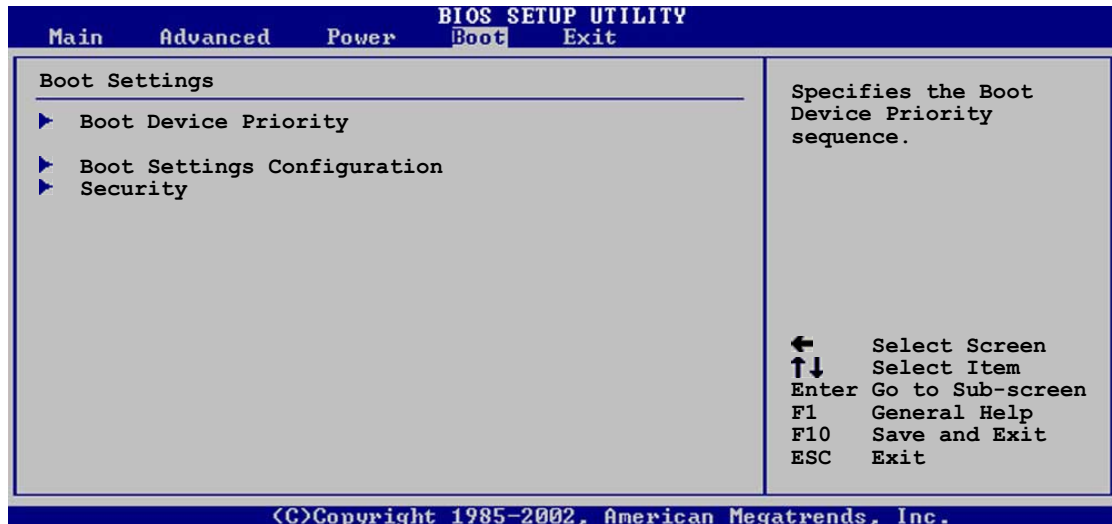 BIOS SETUP UTILITY
Main Advanced Power Boot Exit
Boot Settings
Boot Device Priority
Boot Settings Configuration
Security
Specifies the Boot
Device Priority
sequence.
← Select Screen
↑↓ Select Item
Enter Go to Sub-screen
F1 General Help
F10 Save and Exit
ESC Exit
(C)Copyright 1985-2002, American Megatrends, Inc.